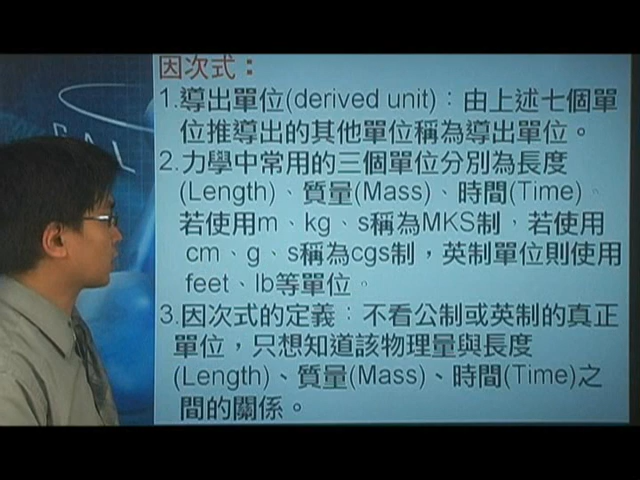 因次式：
1.導出單位(derived unit)：由上述七個單
位推導出的其他單位稱為導出單位。
2.力學中常用的三個單位分別為長度
(Length)、質量(Mass)、時間(Time)。
若使用m、kg、s稱為MKS制，若使用
cm、g、s稱為cgs制，英制單位則使用
feet、lb等單位。
3.因次式的定義：不看公制或英制的真正
單位，只想知道該物理量與長度
(Length)、質量(Mass)、時間(Time)之
間的關係。